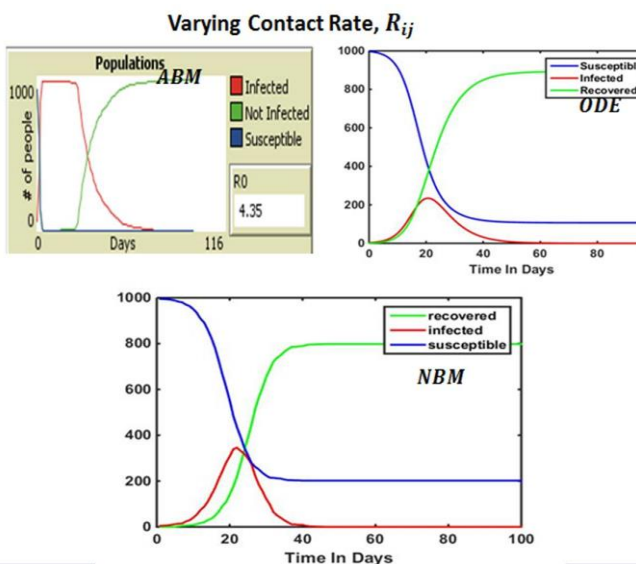 Varying Contact Rate, R_ij
Populations
ABM
1000
0
# of people
0
Days
116
Infected
Not Infected
Susceptible
R0
4.35
1000
800
600
400
200
0
0
20
40
60
80
Time In Days
Susceptible
Infected
Recovered
ODE
1000
800
600
400
200
0
0
20
40
60
80
100
Time In Days
recovered
infected
susceptible
NBM